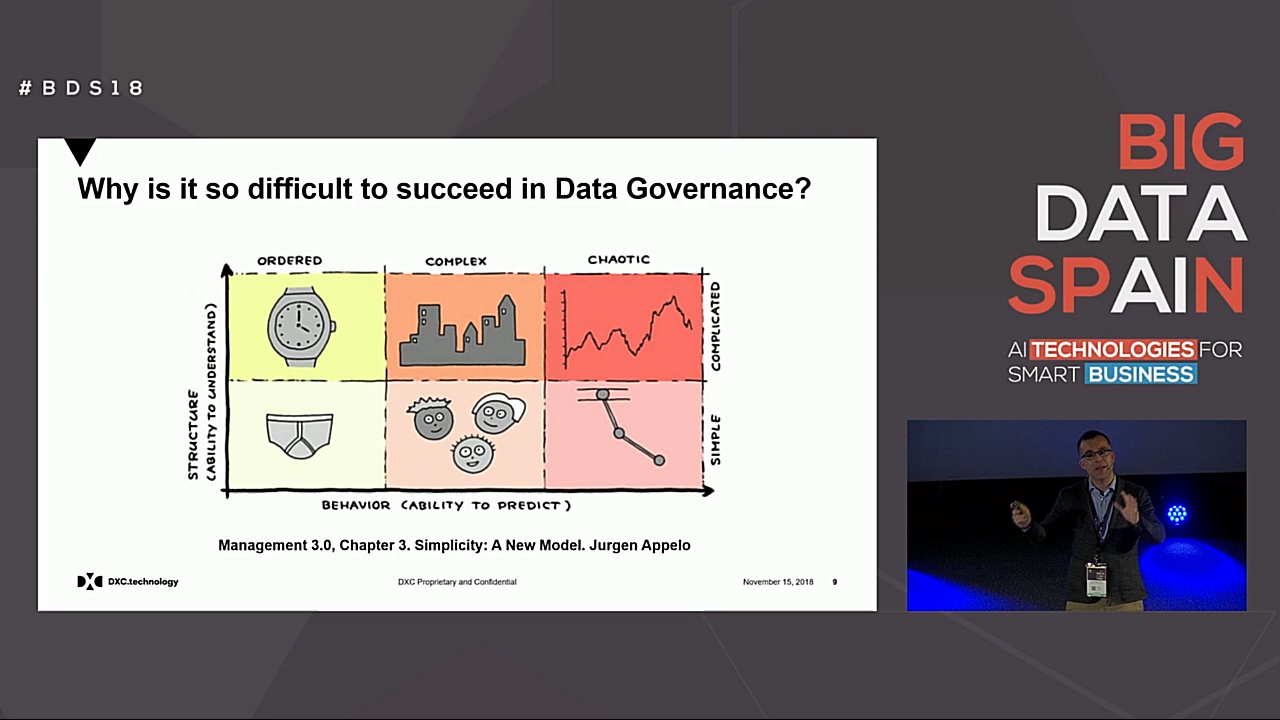 #BDS18
BIG
DATA
SPAIN
AI TECHNOLOGIES FOR
SMART BUSINESS
Why is it so difficult to succeed in Data Governance?
ORDERED
COMPLEX
CHAOTIC
STRUCTURE
(ABILITY TO UNDERSTAND)
COMPLICATED
SIMPLE
BEHAVIOR (ABILITY TO PREDICT)
Management 3.0, Chapter 3. Simplicity: A New Model. Jurgen Appelo
DXC.technology
DXC Proprietary and Confidential
November 15, 2018 9